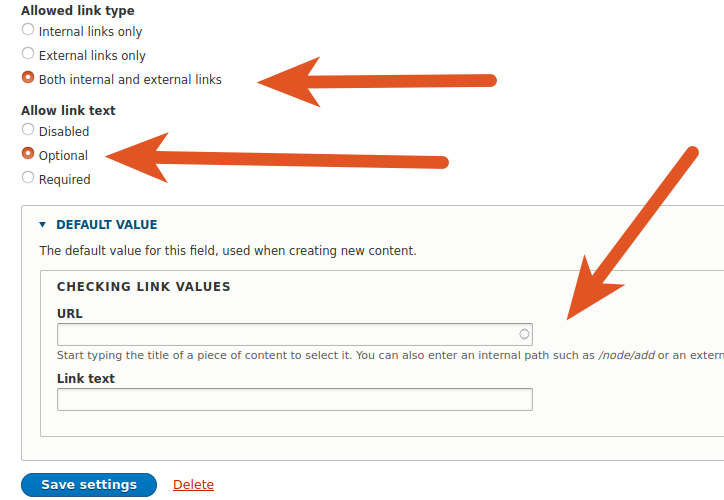 Allowed link type
Internal links only
External links only
Both internal and external links
Allow link text
Disabled
Optional
Required
DEFAULT VALUE
The default value for this field, used when creating new content.
CHECKING LINK VALUES
URL
Start typing the title of a piece of content to select it. You can also enter an internal path such as /node/add or an extern
Link text
Save settings Delete